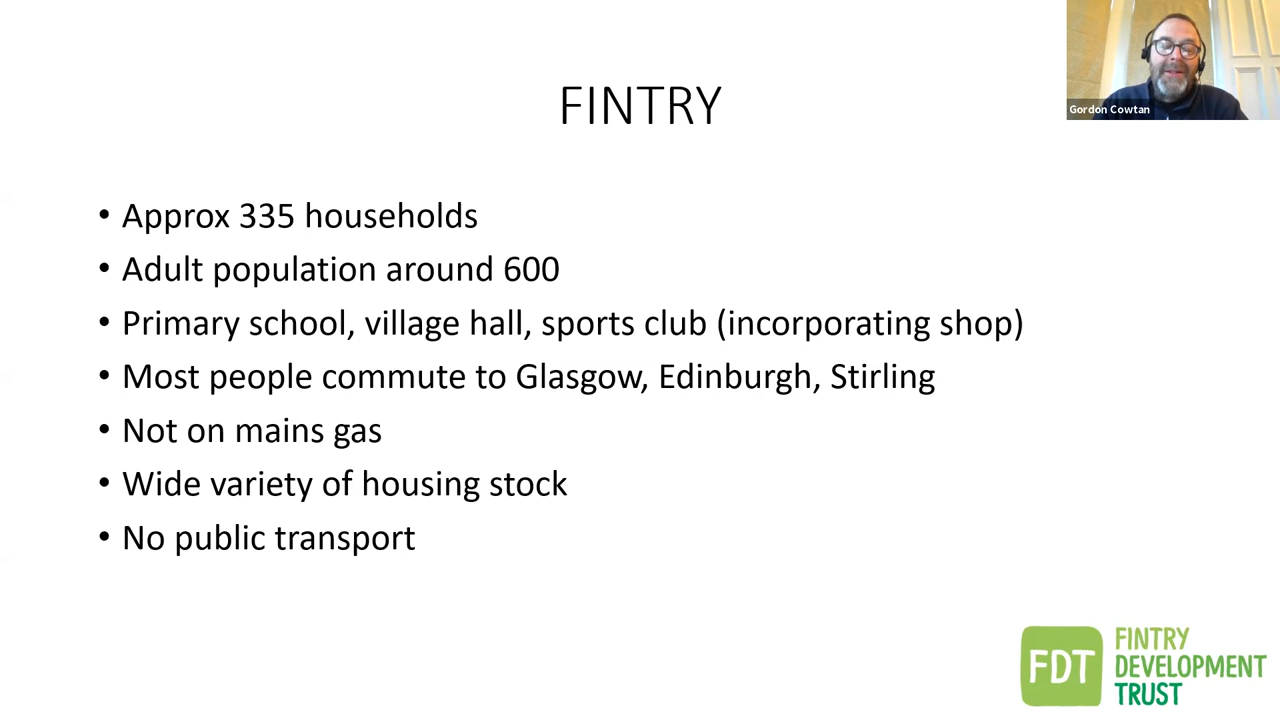 Gordon Cowtan
FINTRY
• Approx 335 households
• Adult population around 600
• Primary school, village hall, sports club (incorporating shop)
• Most people commute to Glasgow, Edinburgh, Stirling
• Not on mains gas
• Wide variety of housing stock
• No public transport
FDT
FINTRY
DEVELOPMENT
TRUST